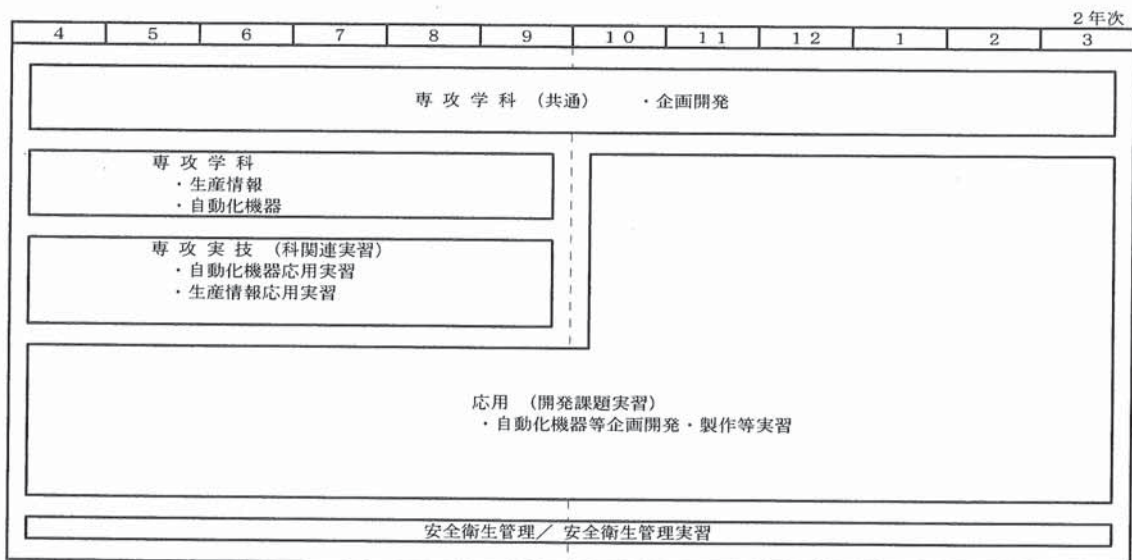 2年次
4 5 6 7 8 9 10 11 12 1 2 3
専攻学科 (共通) ・企画開発
専攻学科
・生産情報
・自動化機器
専攻実技 (科関連実習)
・自動化機器応用実習
・生産情報応用実習
応用 (開発課題実習)
・自動化機器等企画開発・製作等実習
安全衛生管理／ 安全衛生管理実習